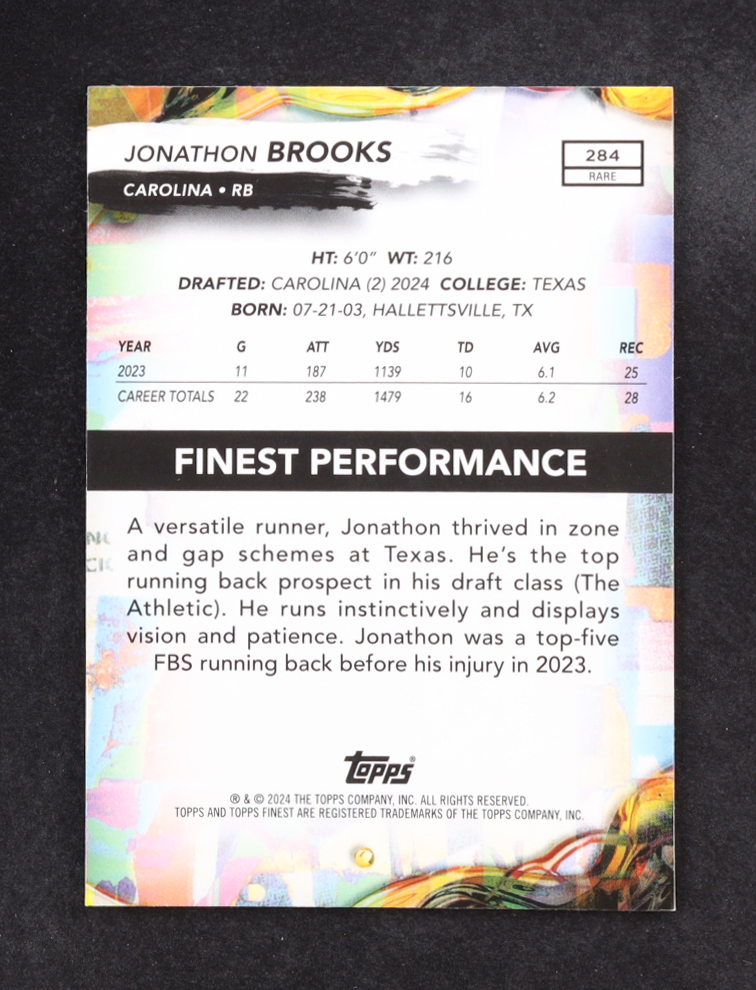 JONATHON BROOKS
284
CAROLINA • RB
RARE
HT: 6'0" WT: 216
DRAFTED: CAROLINA (2) 2024 COLLEGE: TEXAS
BORN: 07-21-03, HALLETTSVILLE, TX
YEAR G ATT YDS TD AVG REC
2023 11 187 1139 10 6.1 25
CAREER TOTALS 22 238 1479 16 6.2 28
FINEST PERFORMANCE
A versatile runner, Jonathon thrived in zone
and gap schemes at Texas. He's the top
running back prospect in his draft class (The
Athletic). He runs instinctively and displays
vision and patience. Jonathon was a top-five
FBS running back before his injury in 2023.
Topps®
® & © 2024 THE TOPPS COMPANY, INC. ALL RIGHTS RESERVED.
TOPPS AND TOPPS FINEST ARE REGISTERED TRADEMARKS OF THE TOPPS COMPANY, INC.